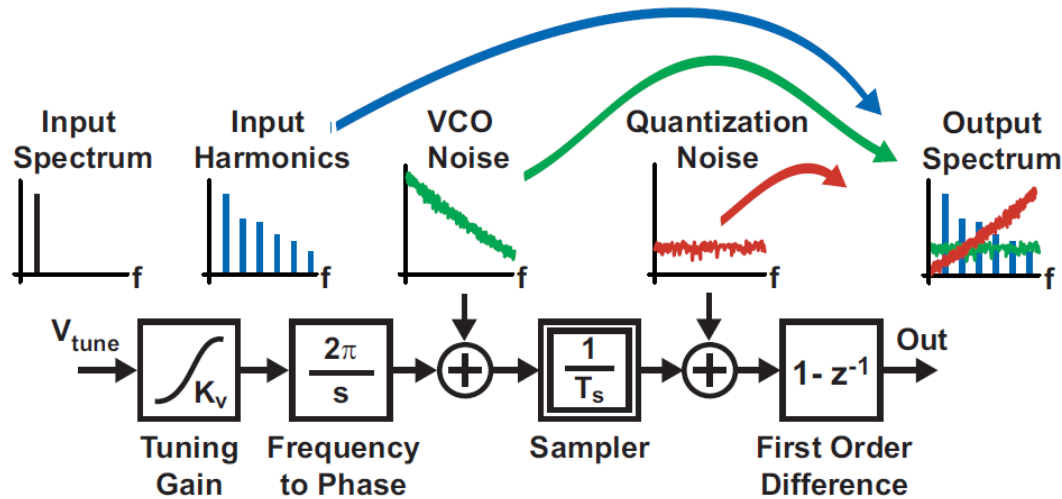 Input
Spectrum
Input
Harmonics
VCO
Noise
Quantization
Noise
Output
Spectrum
f
f
f
f
f
V_tune
K_v
2π
s
+
1
T_s
+
1- z⁻¹
Out
Tuning
Gain
Frequency
to Phase
Sampler
First Order
Difference